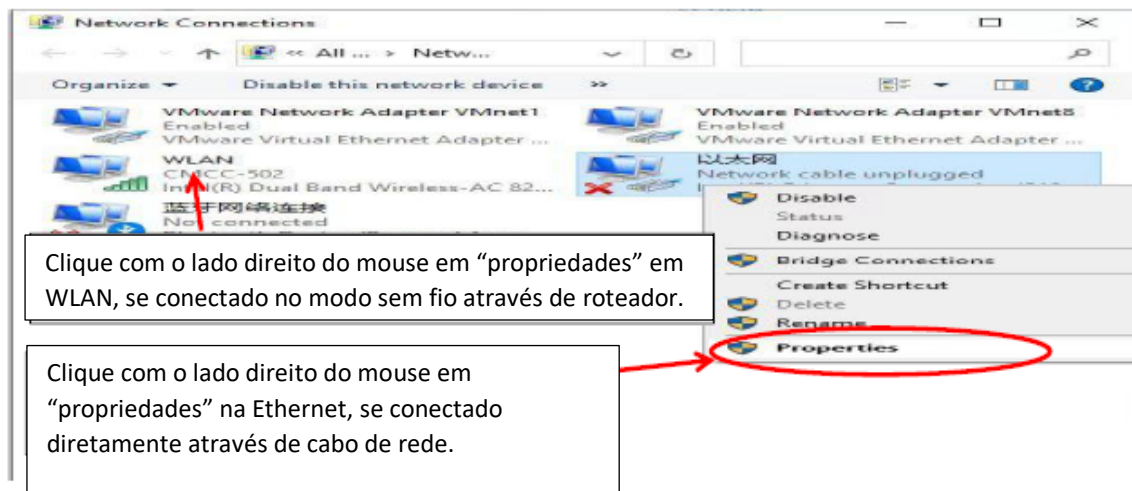 Network Connections
« All ... > Netw...
Organize Disable this network device »
VMware Network Adapter VMnet1
Enabled
VMware Virtual Ethernet Adapter ...
VMware Network Adapter VMnet8
Enabled
VMware Virtual Ethernet Adapter ...
WLAN
CMCC-502
Intel(R) Dual Band Wireless-AC 82...
以太网
Network cable unplugged
蓝牙网络连接
Not connected
Disable
Status
Diagnose
Bridge Connections
Create Shortcut
Delete
Rename
Properties
Clique com o lado direito do mouse em “propriedades” em
WLAN, se conectado no modo sem fio através de roteador.
Clique com o lado direito do mouse em
“propriedades” na Ethernet, se conectado
diretamente através de cabo de rede.